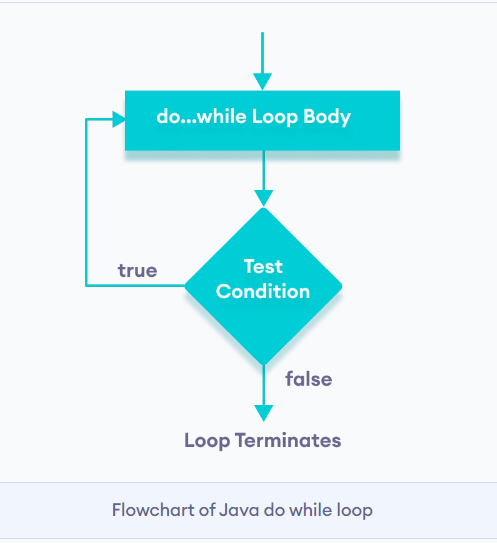 do...while Loop Body
Test
Condition
true
false
Loop Terminates
Flowchart of Java do while loop